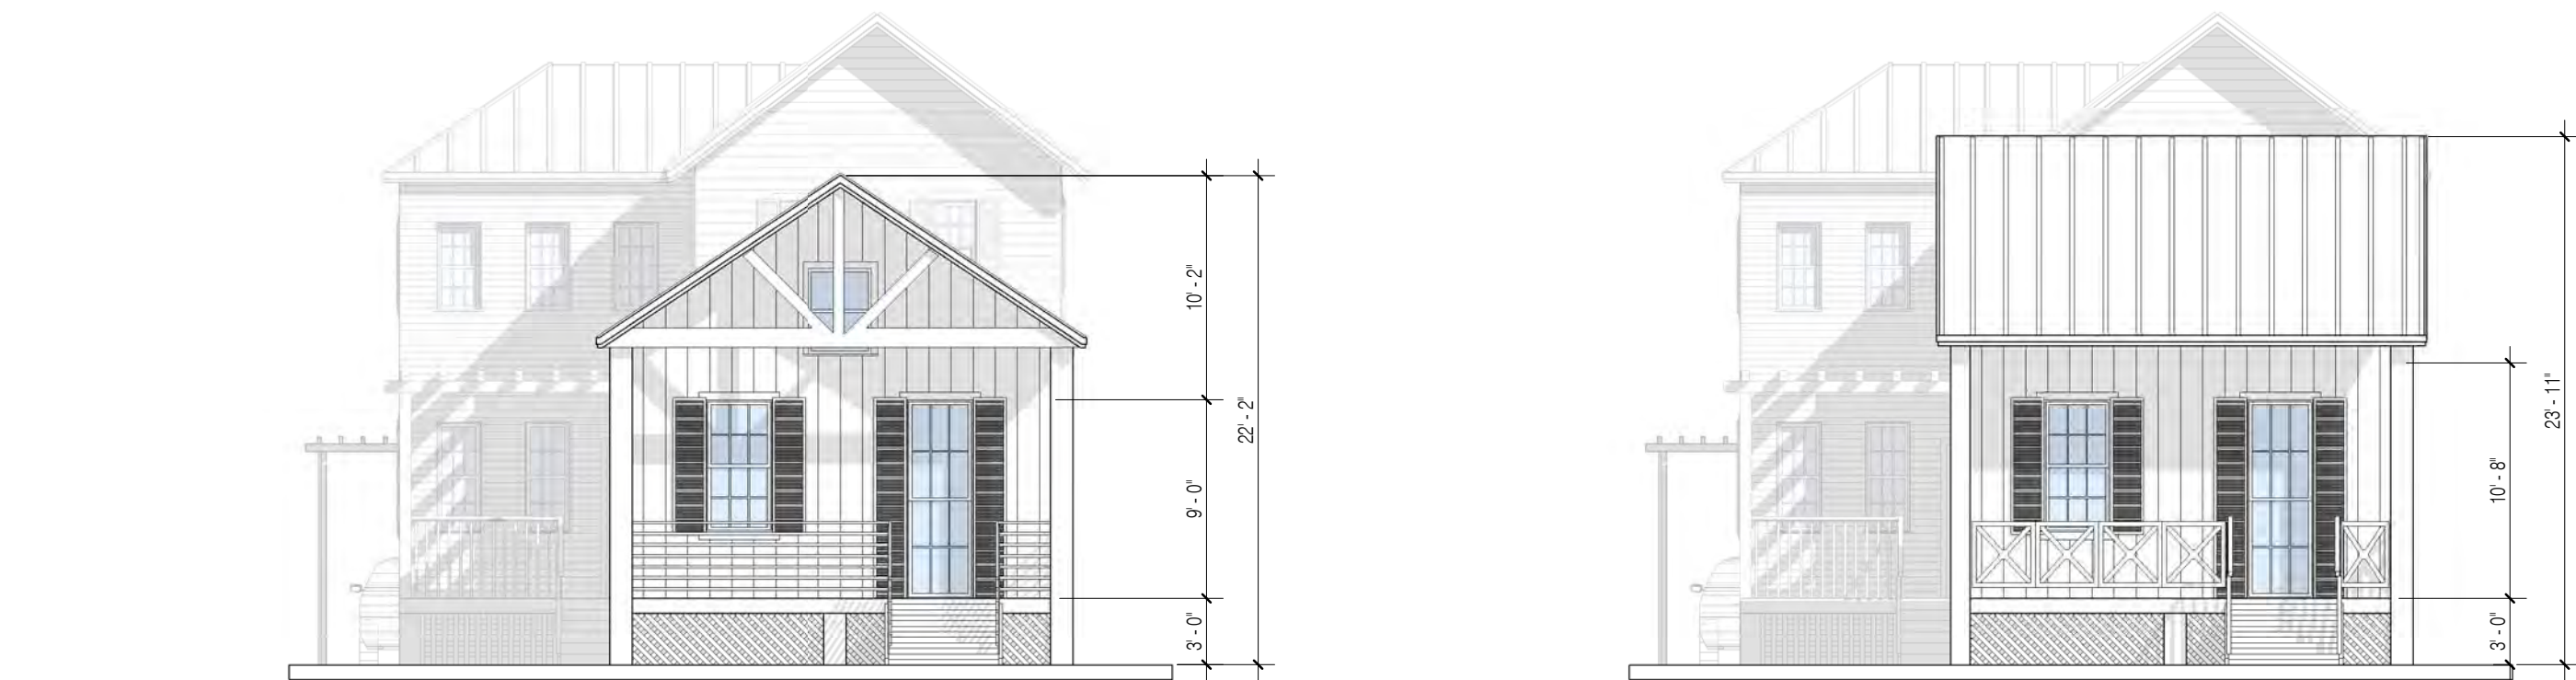 10' - 2"
22' - 2"
9' - 0"
3' - 0"
23' - 11"
10' - 8"
3' - 0"